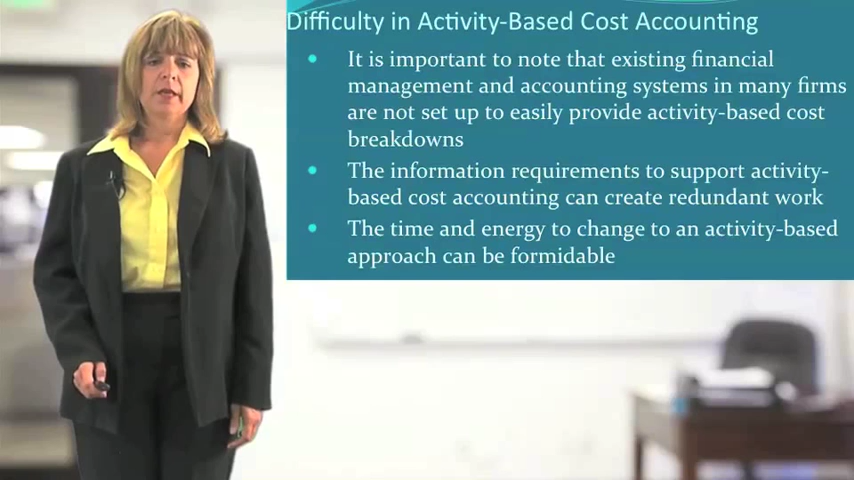 Difficulty in Activity-Based Cost Accounting
It is important to note that existing financial
management and accounting systems in many firms
are not set up to easily provide activity-based cost
breakdowns
The information requirements to support activity-
based cost accounting can create redundant work
The time and energy to change to an activity-based
approach can be formidable